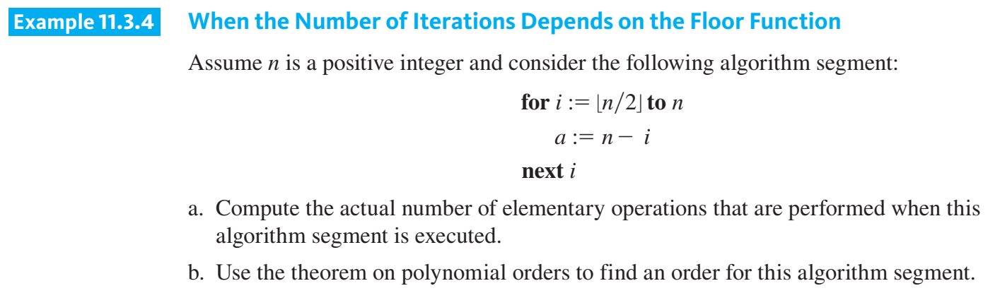 Example 11.3.4 When the Number of Iterations Depends on the Floor Function
Assume n is a positive integer and consider the following algorithm segment:
for i := ⌊n/2⌋ to n
a := n − i
next i
a. Compute the actual number of elementary operations that are performed when this
algorithm segment is executed.
b. Use the theorem on polynomial orders to find an order for this algorithm segment.